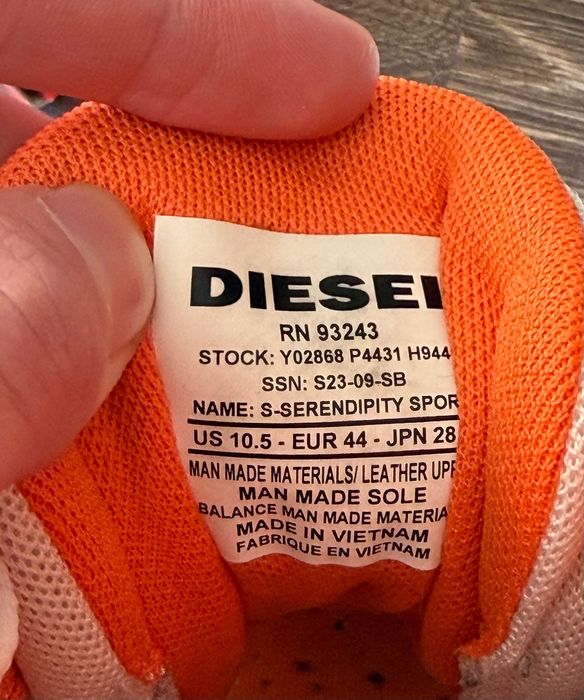 DIESEL
RN 93243
STOCK: Y02868 P4431 H944
SSN: S23-09-SB
NAME: S-SERENDIPITY SPOR
US 10.5 - EUR 44 - JPN 28
MAN MADE MATERIALS/ LEATHER UPP
MAN MADE SOLE
BALANCE MAN MADE MATERIA
MADE IN VIETNAM
FABRIQUE EN VIETNAM